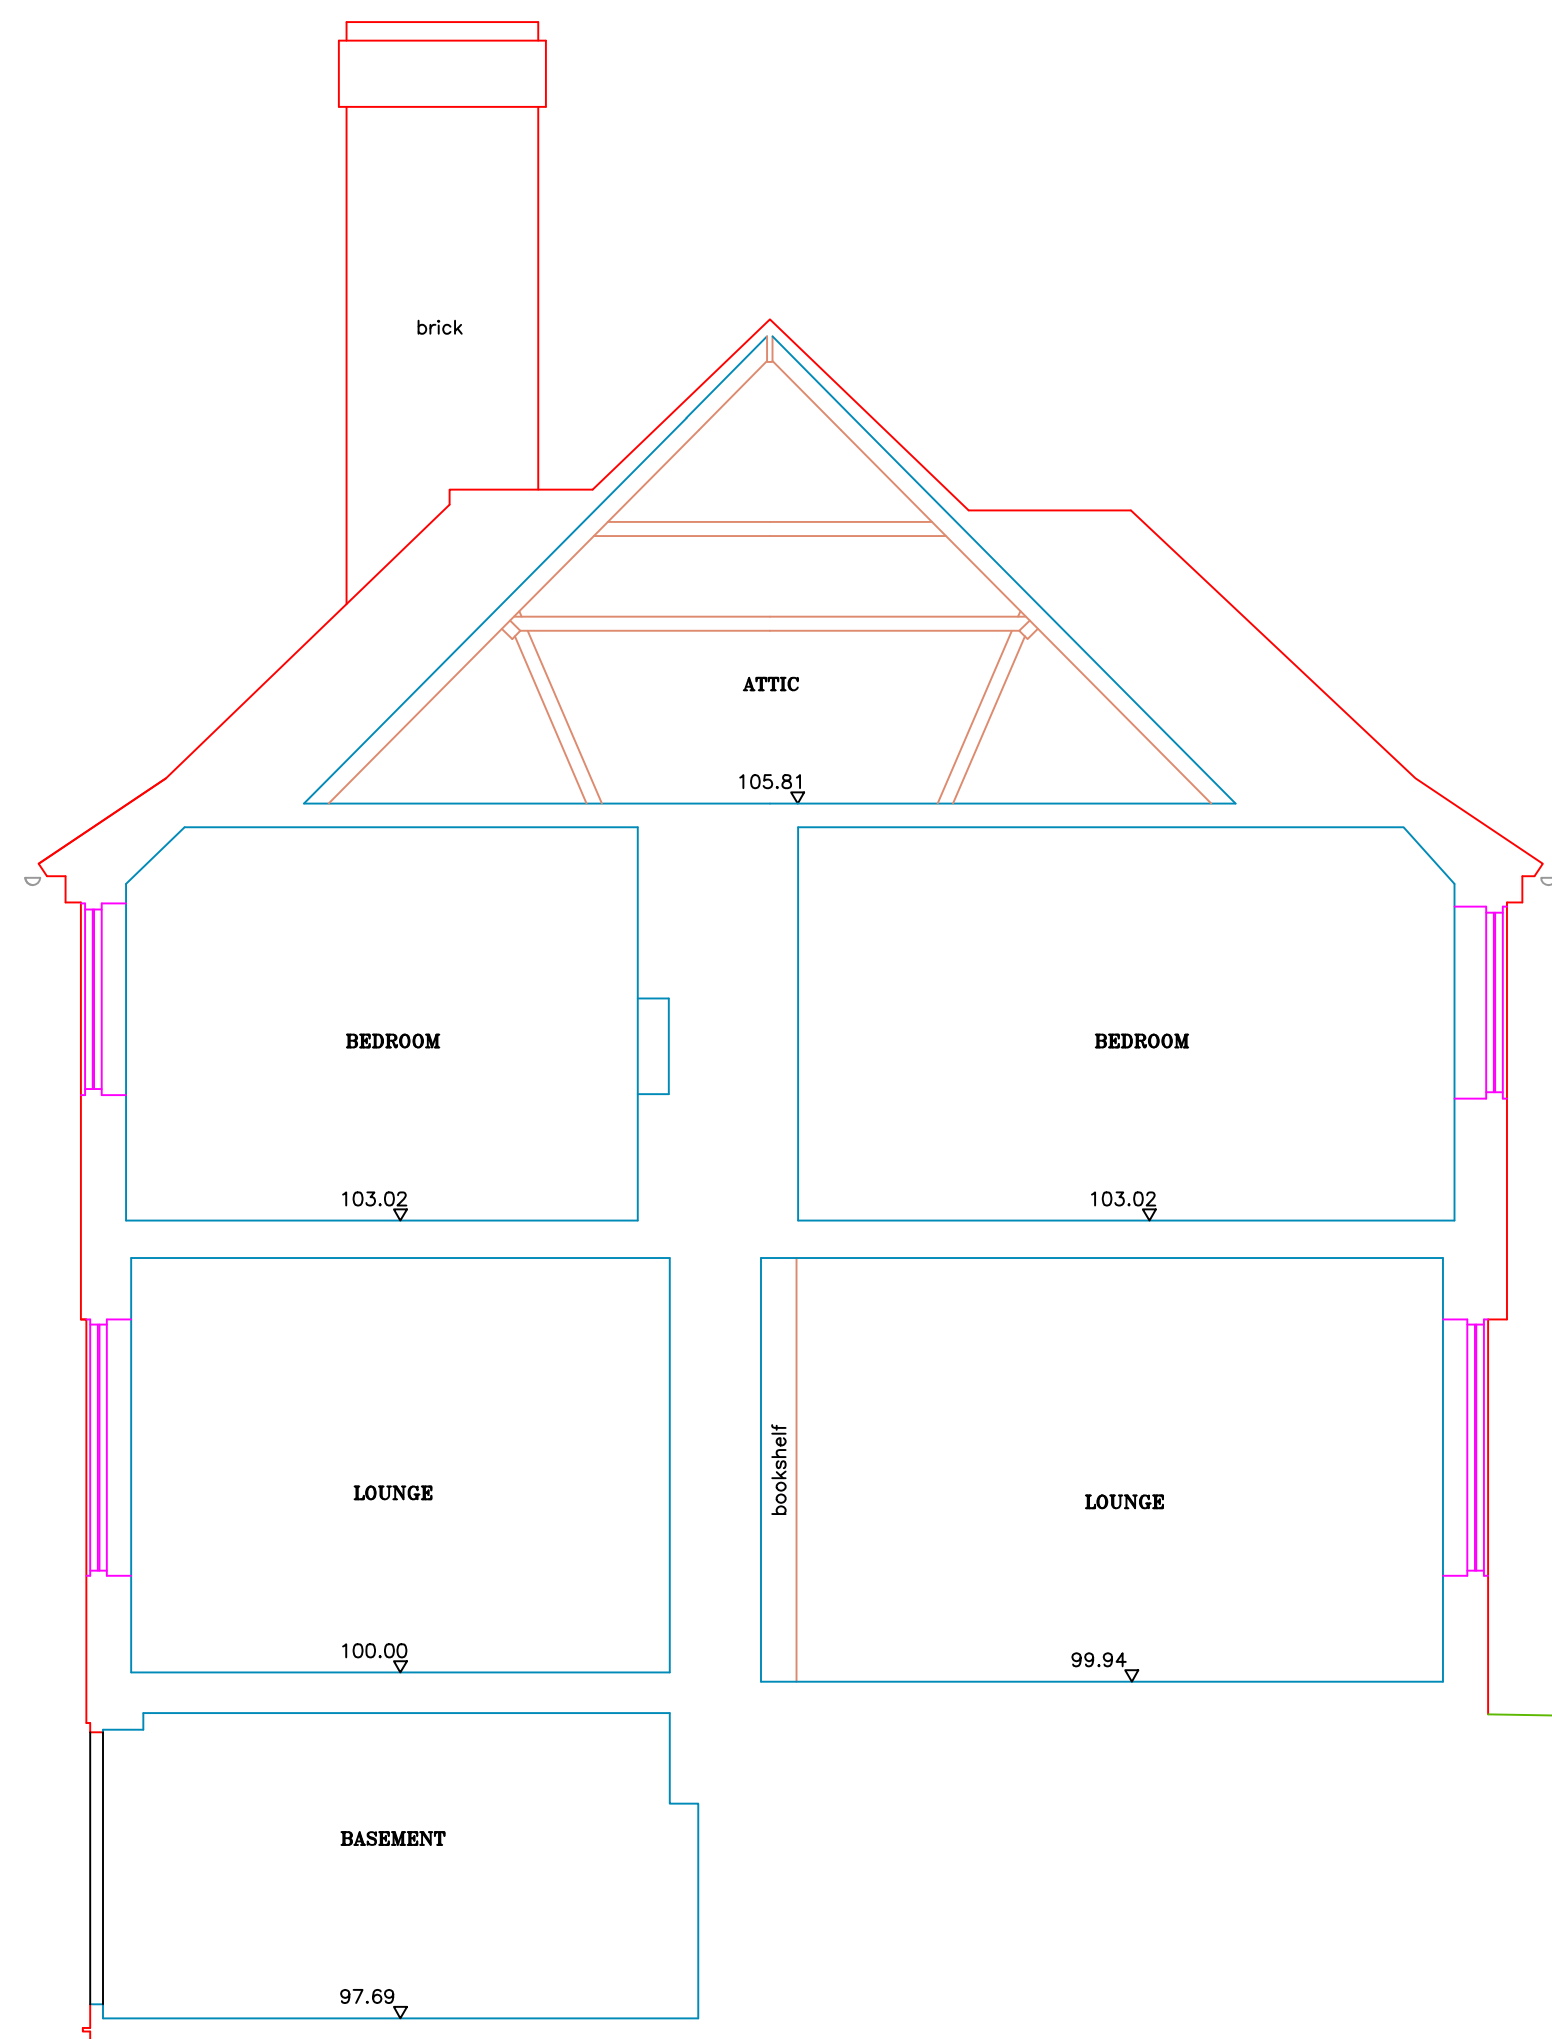 brick
ATTIC
105.81
BEDROOM
BEDROOM
103.02
103.02
bookshelf
LOUNGE
LOUNGE
100.00
99.94
BASEMENT
97.69